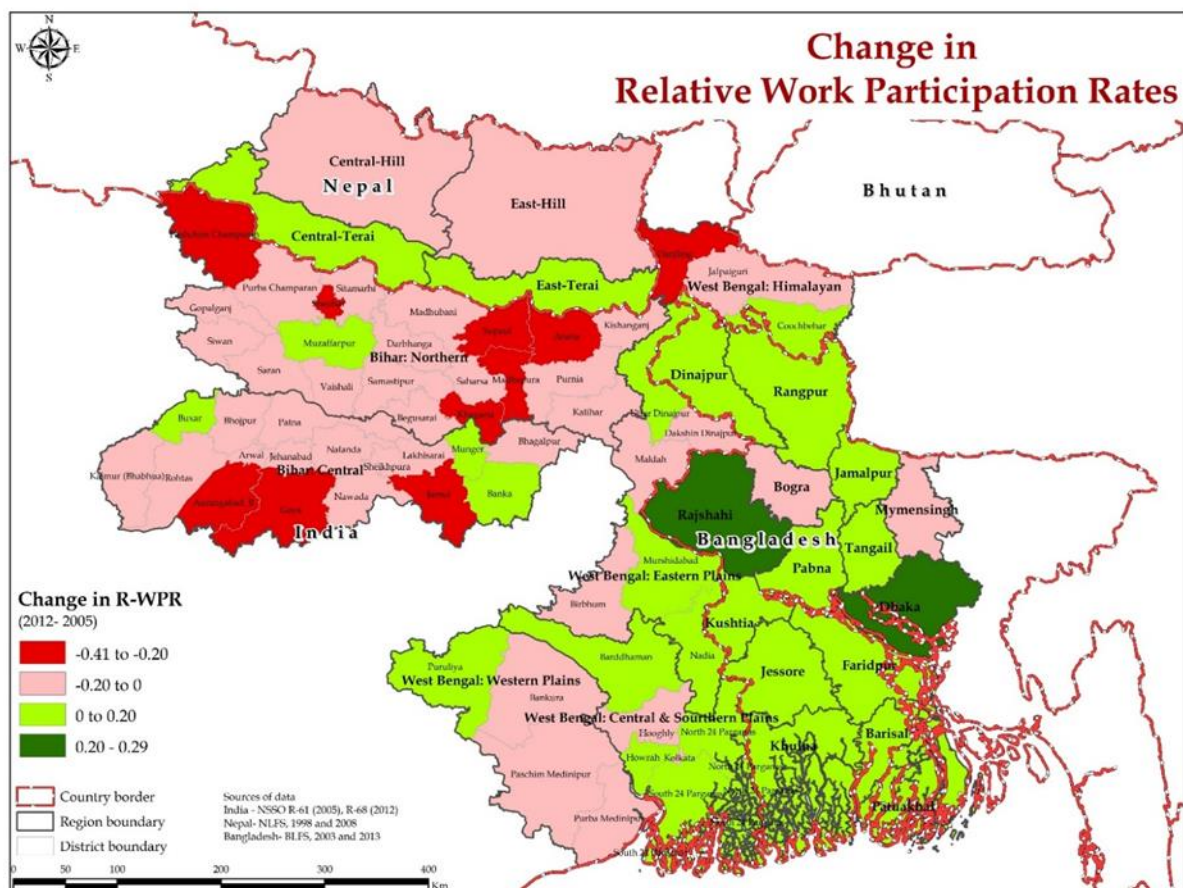 N
W E
S
Change in
Relative Work Participation Rates
Central-Hill
Nepal
East-Hill
Bhutan
Central-Terai
East-Terai
Jalpaiguri
West Bengal: Himalayan
Coochbehar
Purba Champaran
Sitamarhi
Gopalganj
Madhubani
Kishanganj
Siwan
Muzaffarpur
Darbhanga
Bihar: Northern
Saran
Vaishali
Samastipur
Saharsa
Purnia
Dinajpur
Rangpur
Buxar
Bhojpur
Patna
Begusarai
Katihar
Dakshin Dinajpur
Munger
Bhagalpur
Maldah
Arwal
Jehanabad
Nalanda
Lakhisarai
Sheikhpura
Bihar Central
Kaimur (Bhabhua)
Rohtas
Nawada
Banka
Gaya
Jamui
India
Bogra
Jamalpur
Mymensingh
Rajshahi
Bangladesh
Tangail
Pabna
Murshidabad
West Bengal: Eastern Plains
Birbhum
Dhaka
Kushtia
Nadia
Barddhaman
Puruliya
West Bengal: Western Plains
Bankura
Jessore
Faridpur
West Bengal: Central & Sourthern Plains
Hooghly
North 24 Parganas
Howrah
Kolkata
Khulna
Barisal
Paschim Medinipur
South 24 Parganas
Patuakhali
Purba Medinipur
Change in R-WPR
(2012- 2005)
-0.41 to -0.20
-0.20 to 0
0 to 0.20
0.20 - 0.29
Country border
Region boundary
District boundary
Sources of data
India - NSSO R-61 (2005), R-68 (2012)
Nepal- NLFS, 1998 and 2008
Bangladesh- BLFS, 2003 and 2013
0 50 100 200 300 400
Km